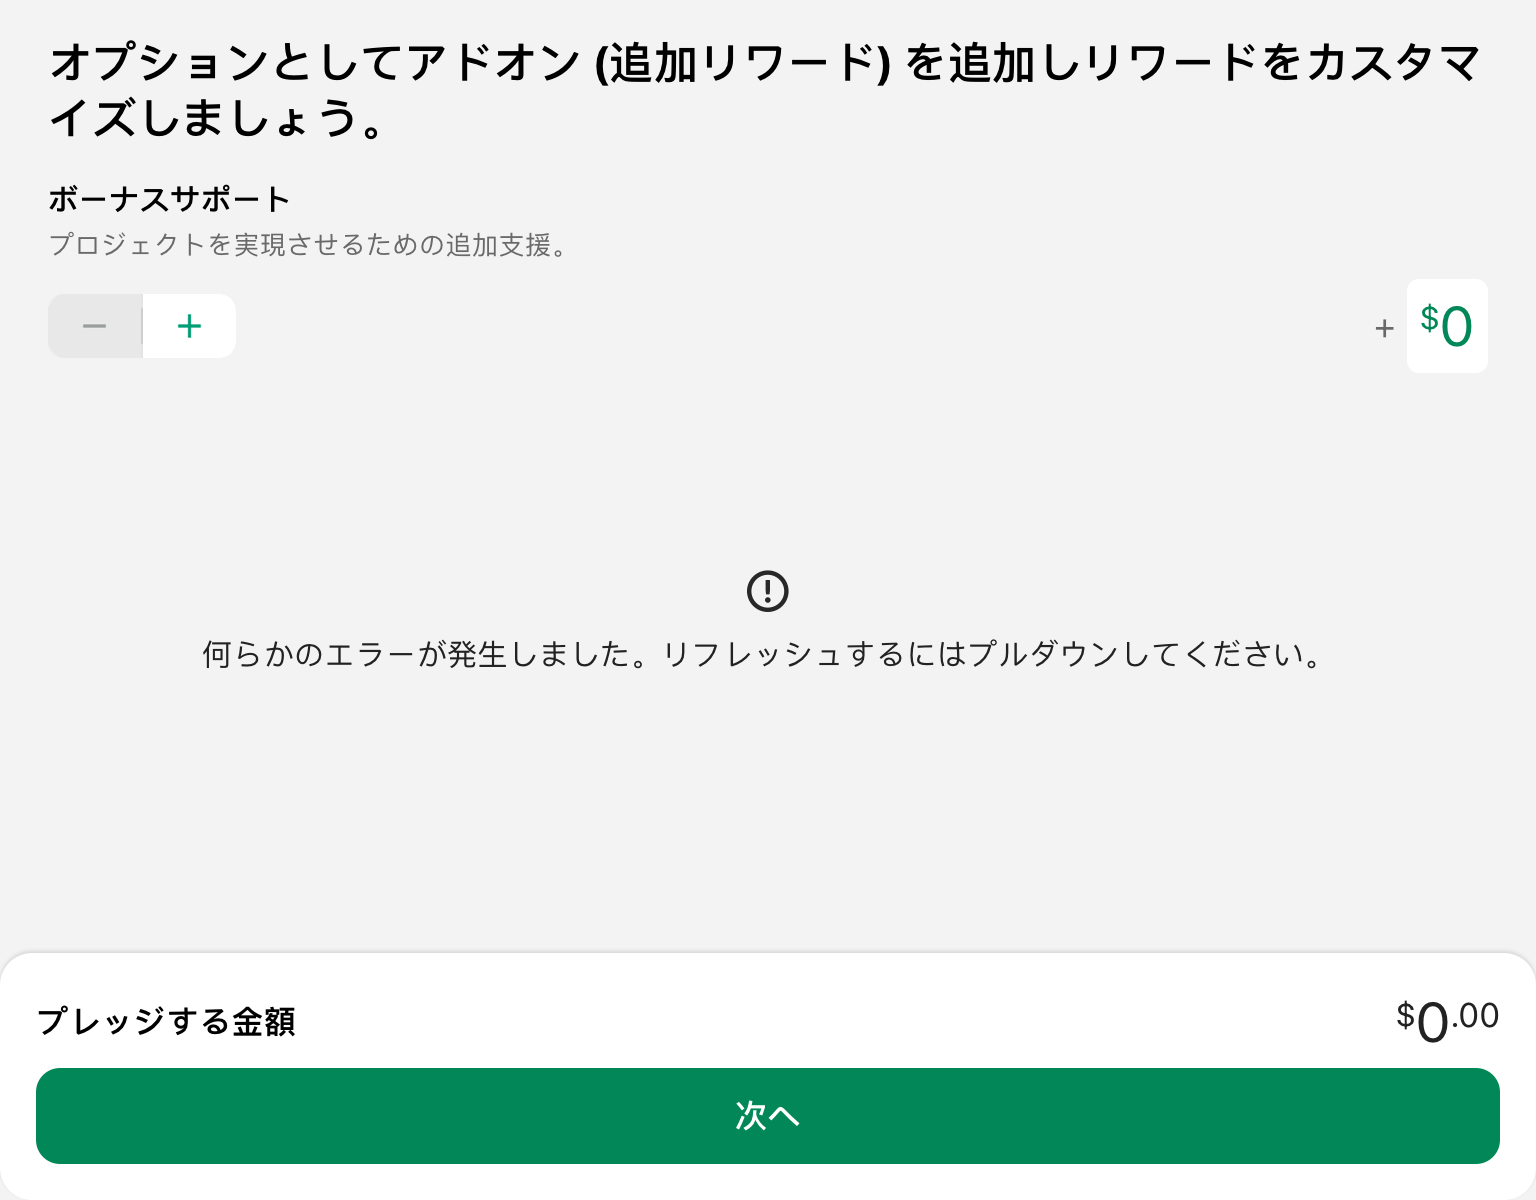 オプションとしてアドオン (追加リワード) を追加しリワードをカスタマ
イズしましょう。
ボーナスサポート
プロジェクトを実現させるための追加支援。
− +
+ $0
何らかのエラーが発生しました。リフレッシュするにはプルダウンしてください。
プレッジする金額
$0.00
次へ